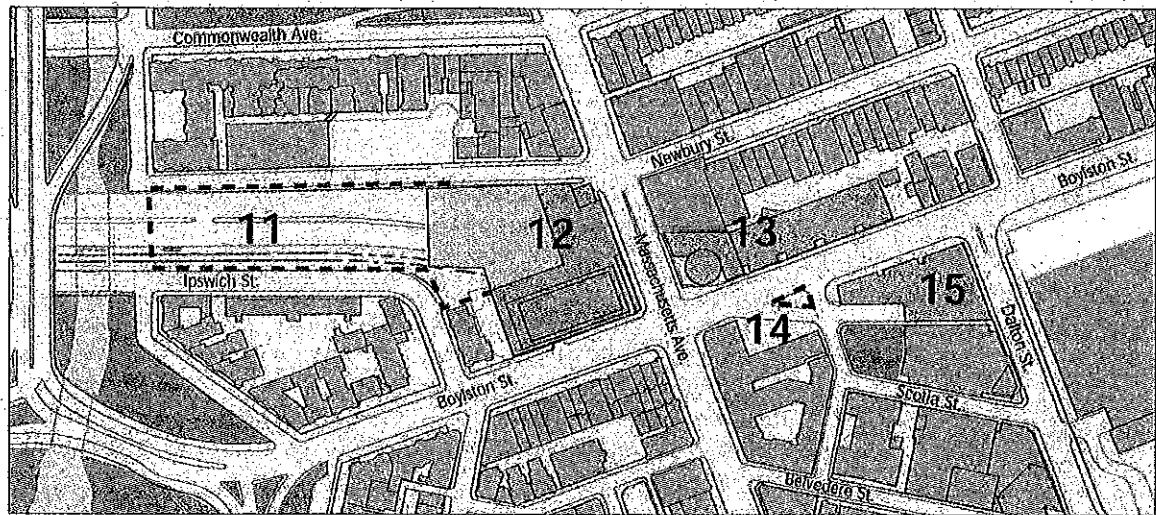 Commonwealth Ave.
Newbury St.
Boylston St.
11
12
13
Massachusetts Ave.
Ipswich St.
14
15
Dalton St.
Boylston St.
Scotia St.
Belvedere St.